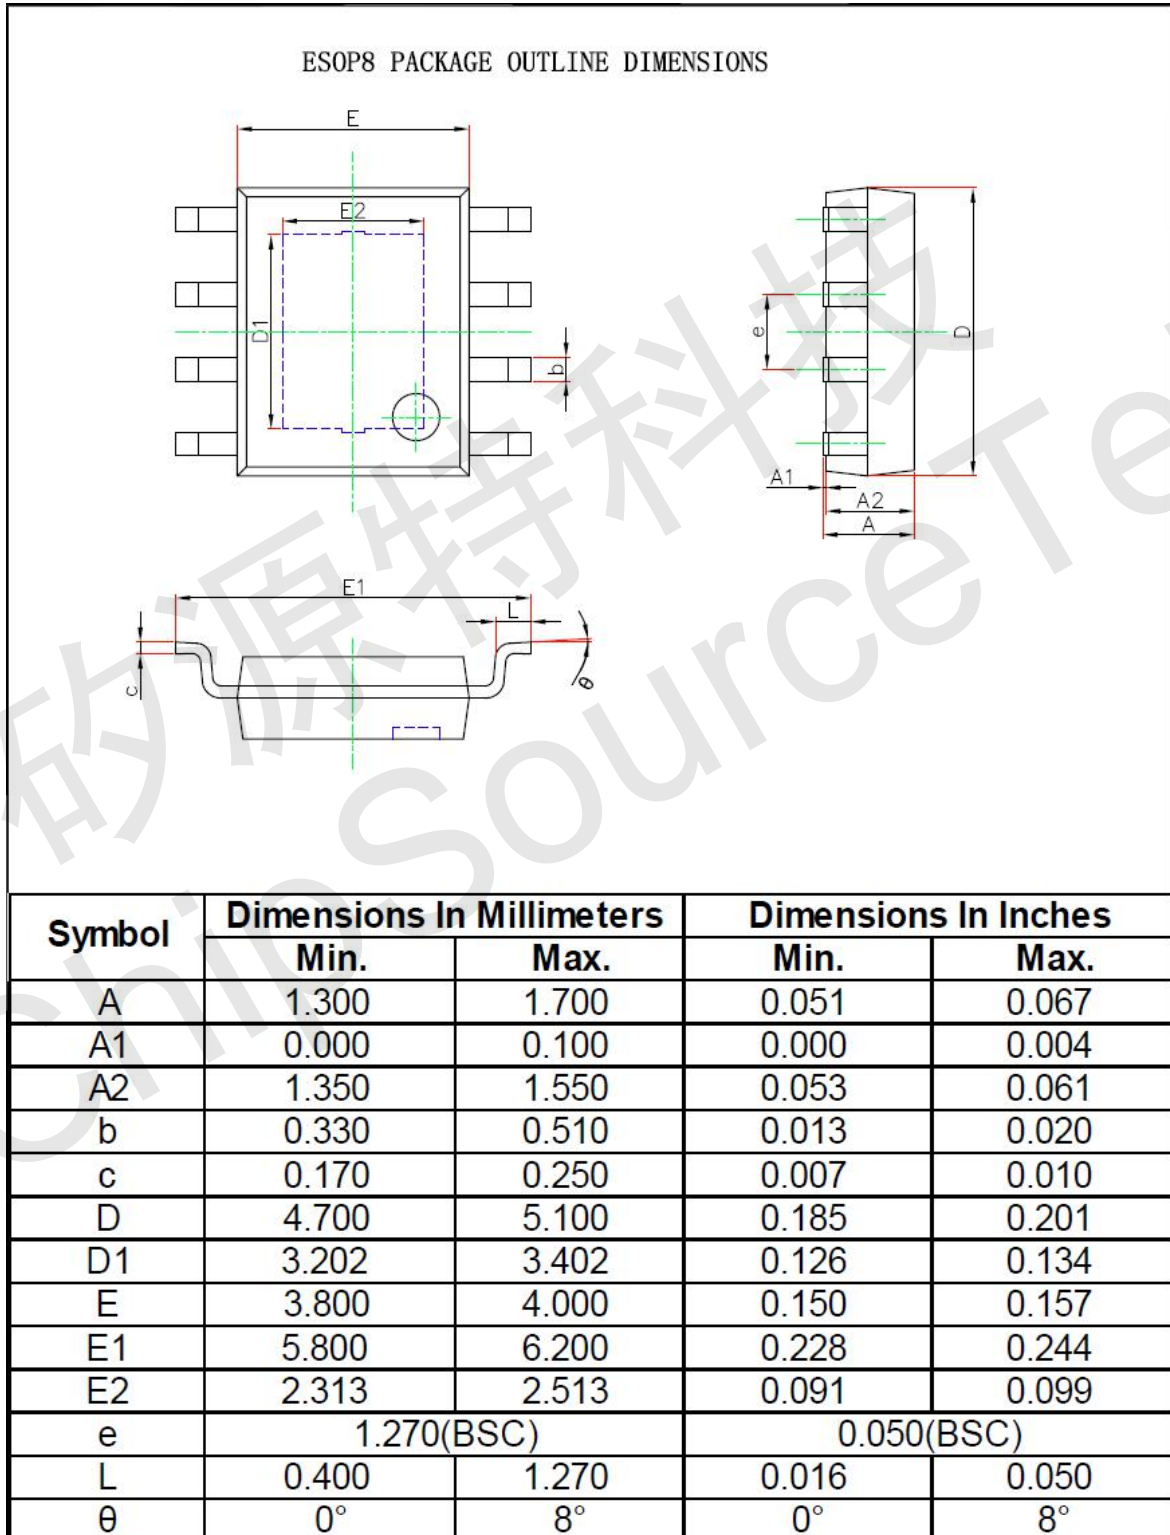 ESOP8 PACKAGE OUTLINE DIMENSIONS
E
E2
D1
b
e
D
A1
A2
A
E1
L
c
θ
矽源特科技
ChipSourceTe
Symbol Dimensions In Millimeters Dimensions In Inches
Min. Max. Min. Max.
A 1.300 1.700 0.051 0.067
A1 0.000 0.100 0.000 0.004
A2 1.350 1.550 0.053 0.061
b 0.330 0.510 0.013 0.020
c 0.170 0.250 0.007 0.010
D 4.700 5.100 0.185 0.201
D1 3.202 3.402 0.126 0.134
E 3.800 4.000 0.150 0.157
E1 5.800 6.200 0.228 0.244
E2 2.313 2.513 0.091 0.099
e 1.270(BSC) 0.050(BSC)
L 0.400 1.270 0.016 0.050
θ 0° 8° 0° 8°